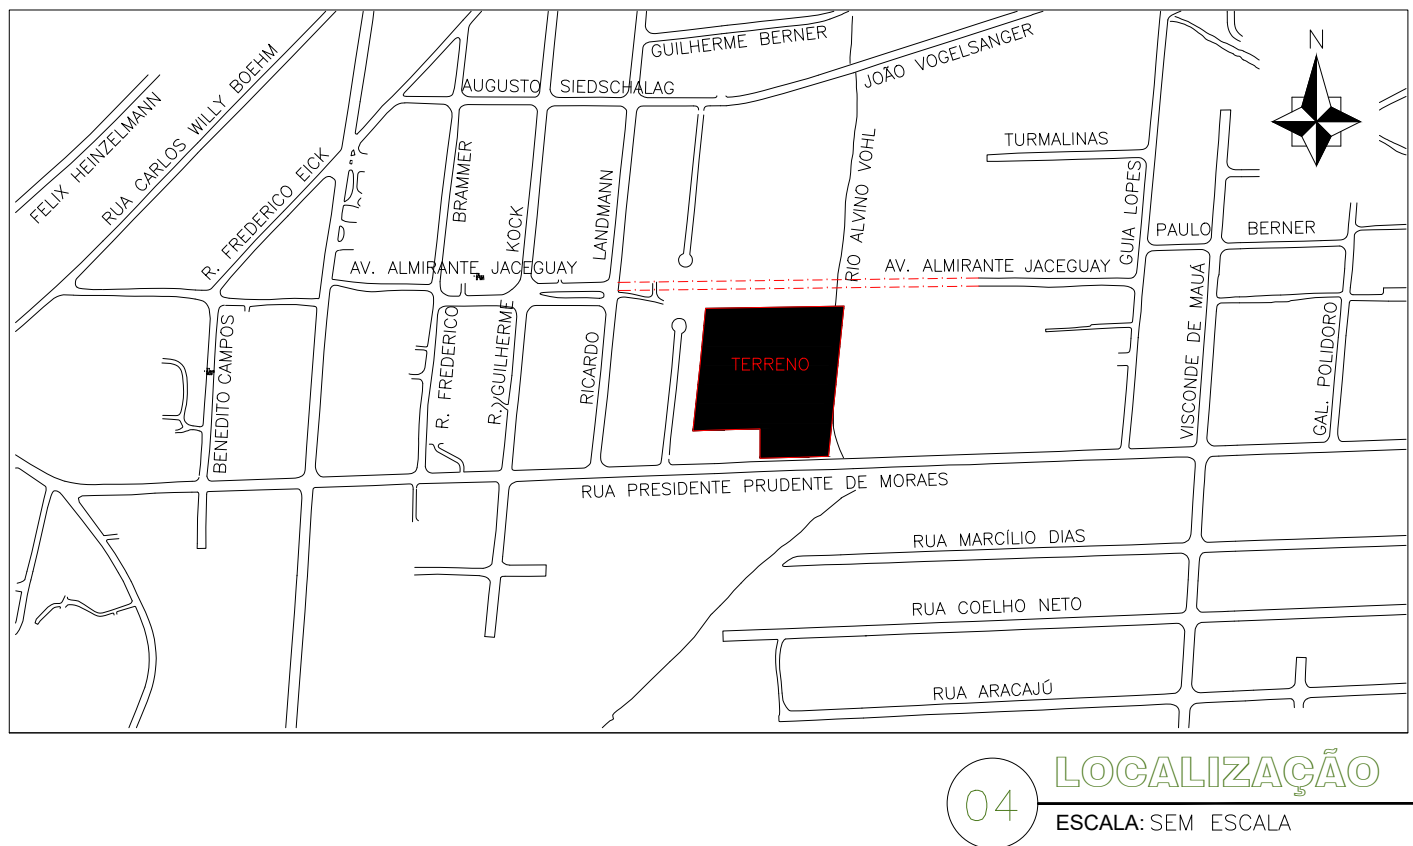 GUILHERME BERNER
JOÃO VOGELSANGER
N
AUGUSTO SIEDSCHALAG
FELIX HEINZELMANN
RUA CARLOS WILLY BOEHM
R. FREDERICO EICK
BRAMMER
KOCK
LANDMANN
RIO ALVINO VOHL
TURMALINAS
GUIA LOPES
PAULO BERNER
AV. ALMIRANTE JACEGUAY
AV. ALMIRANTE JACEGUAY
BENEDITO CAMPOS
R. FREDERICO
R. GUILHERME
RICARDO
TERRENO
VISCONDE DE MAUÁ
GAL. POLIDORO
RUA PRESIDENTE PRUDENTE DE MORAES
RUA MARCÍLIO DIAS
RUA COELHO NETO
RUA ARACAJÚ
04
LOCALIZAÇÃO
ESCALA: SEM ESCALA